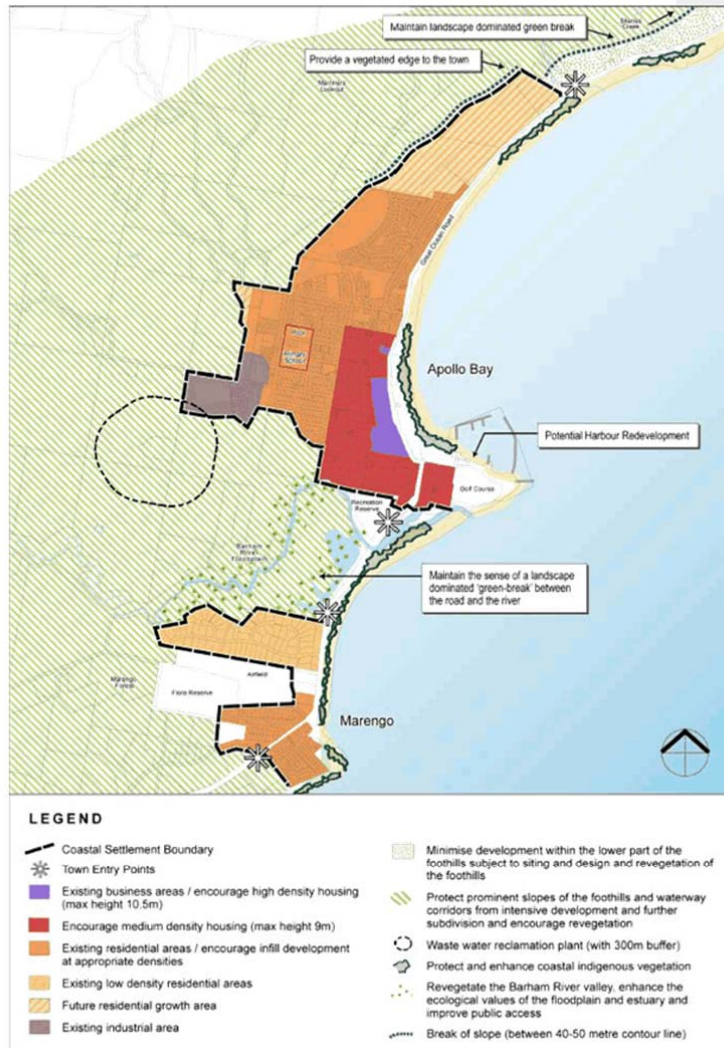 Maintain landscape dominated green break
Provide a vegetated edge to the town
Great Ocean Road
Apollo Bay
Potential Harbour Redevelopment
Golf Course
Recreation
Reserve
Barham
River
Floodplain
Maintain the sense of a landscape
dominated 'green-break' between
the road and the river
Airfield
Flora Reserve
Marengo
LEGEND
Coastal Settlement Boundary
Town Entry Points
Existing business areas / encourage high density housing
(max height 10.5m)
Encourage medium density housing (max height 9m)
Existing residential areas / encourage infill development
at appropriate densities
Existing low density residential areas
Future residential growth area
Existing industrial area
Minimise development within the lower part of the
foothills subject to siting and design and revegetation of
the foothills
Protect prominent slopes of the foothills and waterway
corridors from intensive development and further
subdivision and encourage revegetation
Waste water reclamation plant (with 300m buffer)
Protect and enhance coastal indigenous vegetation
Revegetate the Barham River valley, enhance the
ecological values of the floodplain and estuary and
improve public access
Break of slope (between 40-50 metre contour line)